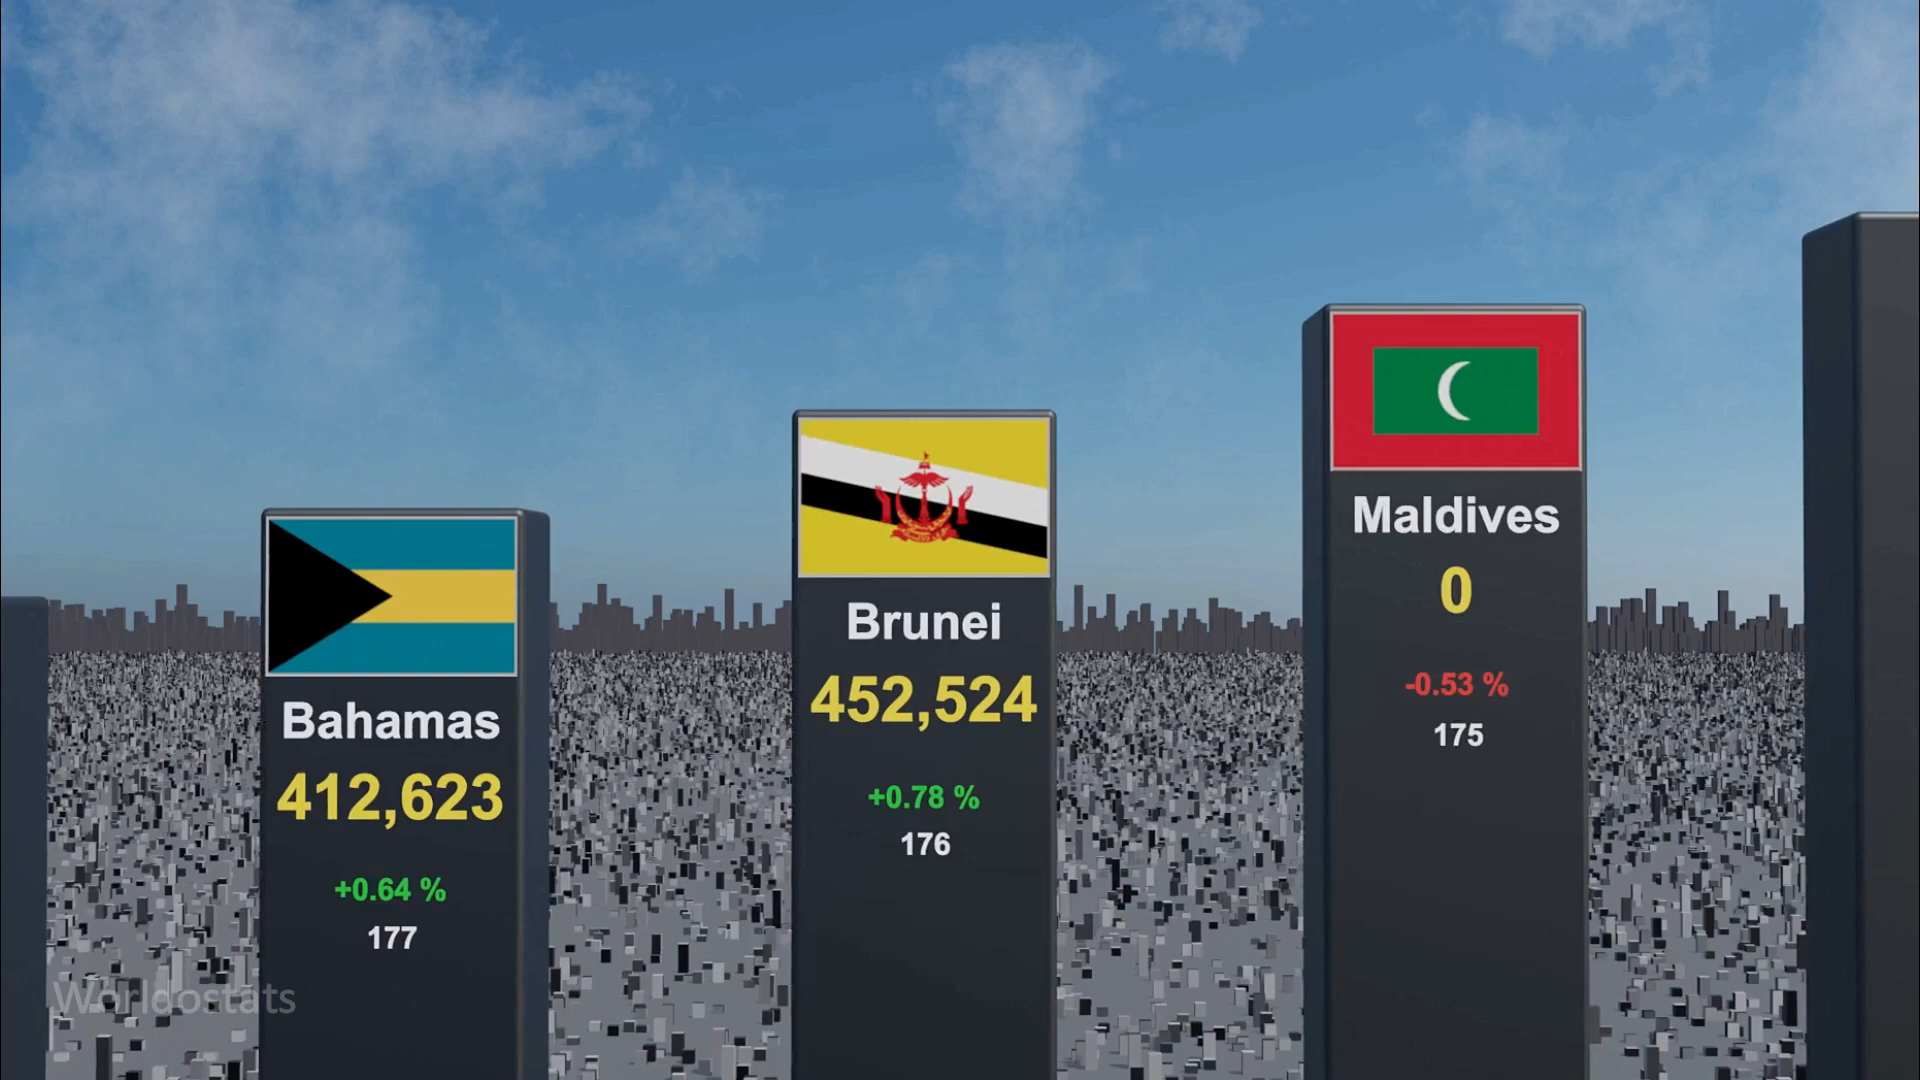 Bahamas
412,623
+0.64 %
177
Brunei
452,524
+0.78 %
176
Maldives
0
-0.53 %
175
Worldostats